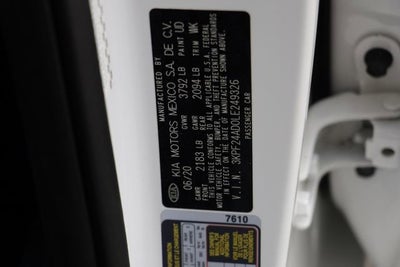 MANUFACTURED BY
KIA MOTORS MEXICO S.A. DE C.V.
06/20 GVWR 3792 LB PAINT UD
GAWR FRONT 2183 LB GAWR REAR 2094 LB TRIM WK
THIS VEHICLE CONFORMS TO ALL APPLICABLE U.S.A. FEDERAL
MOTOR VEHICLE SAFETY, BUMPER, AND THEFT PREVENTION STANDARDS
IN EFFECT ON THE DATE OF MANUFACTURE SHOWN ABOVE.
V.I.N. 3KPF24ADXLE249326
PASSENGER CAR
KIA
7610